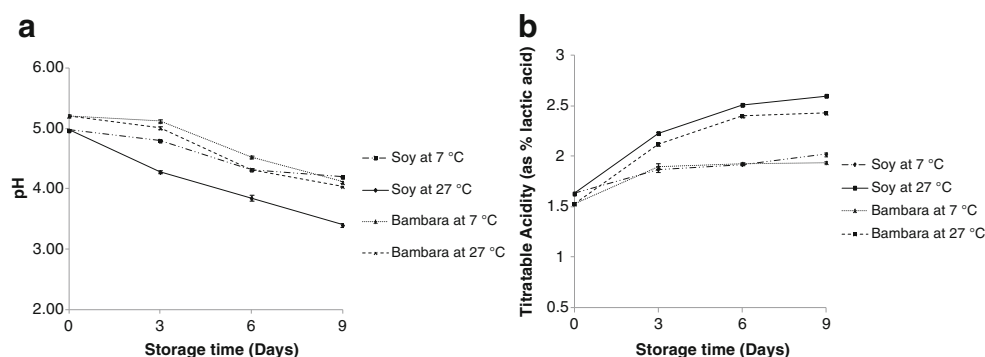 a
6.00
5.00
4.00
3.00
2.00
pH
0 3 6 9
Storage time (Days)
Soy at 7 °C
Soy at 27 °C
Bambara at 7 °C
Bambara at 27 °C
b
3
2.5
2
1.5
1
0.5
Titratable Acidity (as % lactic acid)
0 3 6 9
Storage time (Days)
Soy at 7 °C
Soy at 27 °C
Bambara at 7 °C
Bambara at 27 °C